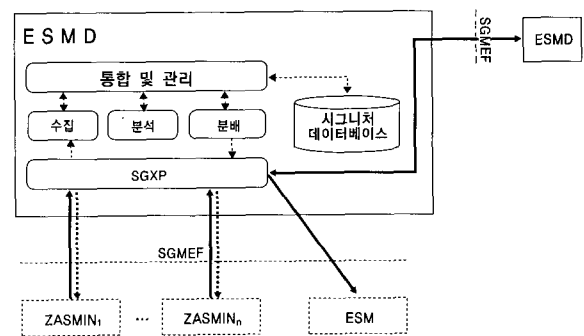 ESMD
SGMEF
ESMD
통합 및 관리
수집
분석
분배
시그니처
데이터베이스
SGXP
SGMEF
ZASMIN₁
...
ZASMINₙ
ESM